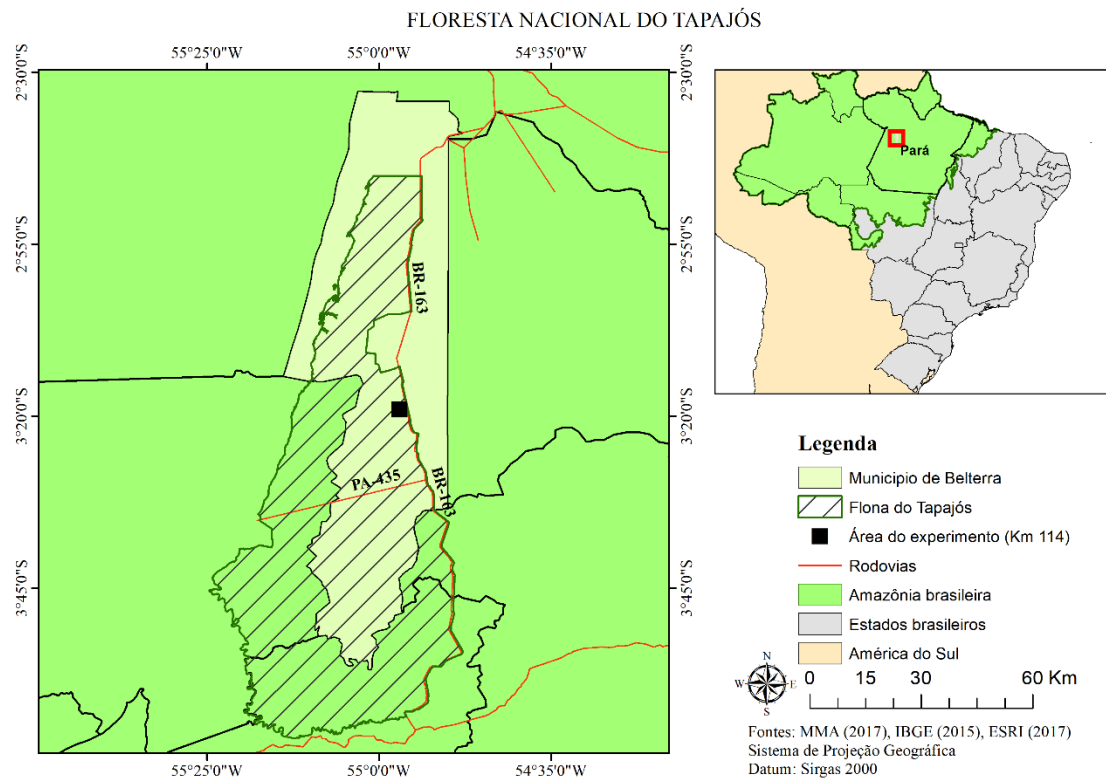 FLORESTA NACIONAL DO TAPAJÓS
55°25'0"W
55°0'0"W
54°35'0"W
2°30'0"S
2°55'0"S
3°20'0"S
3°45'0"S
BR-163
PA-435
BR-163
2°30'0"S
2°55'0"S
3°20'0"S
3°45'0"S
55°25'0"W
55°0'0"W
54°35'0"W
Pará
Legenda
Municipio de Belterra
Flona do Tapajós
Área do experimento (Km 114)
Rodovias
Amazônia brasileira
Estados brasileiros
América do Sul
N
W E
S
0 15 30 60 Km
Fontes: MMA (2017), IBGE (2015), ESRI (2017)
Sistema de Projeção Geográfica
Datum: Sirgas 2000